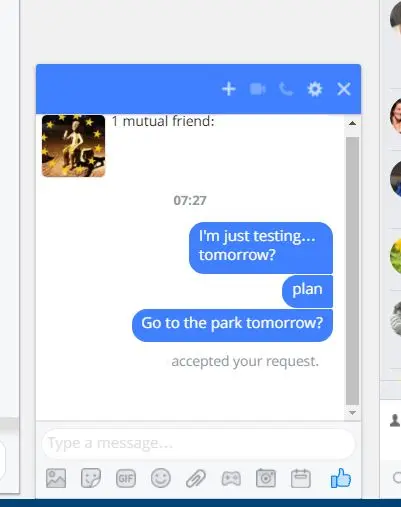 1 mutual friend:
07:27
I'm just testing...
tomorrow?
plan
Go to the park tomorrow?
accepted your request.
Type a message...
GIF